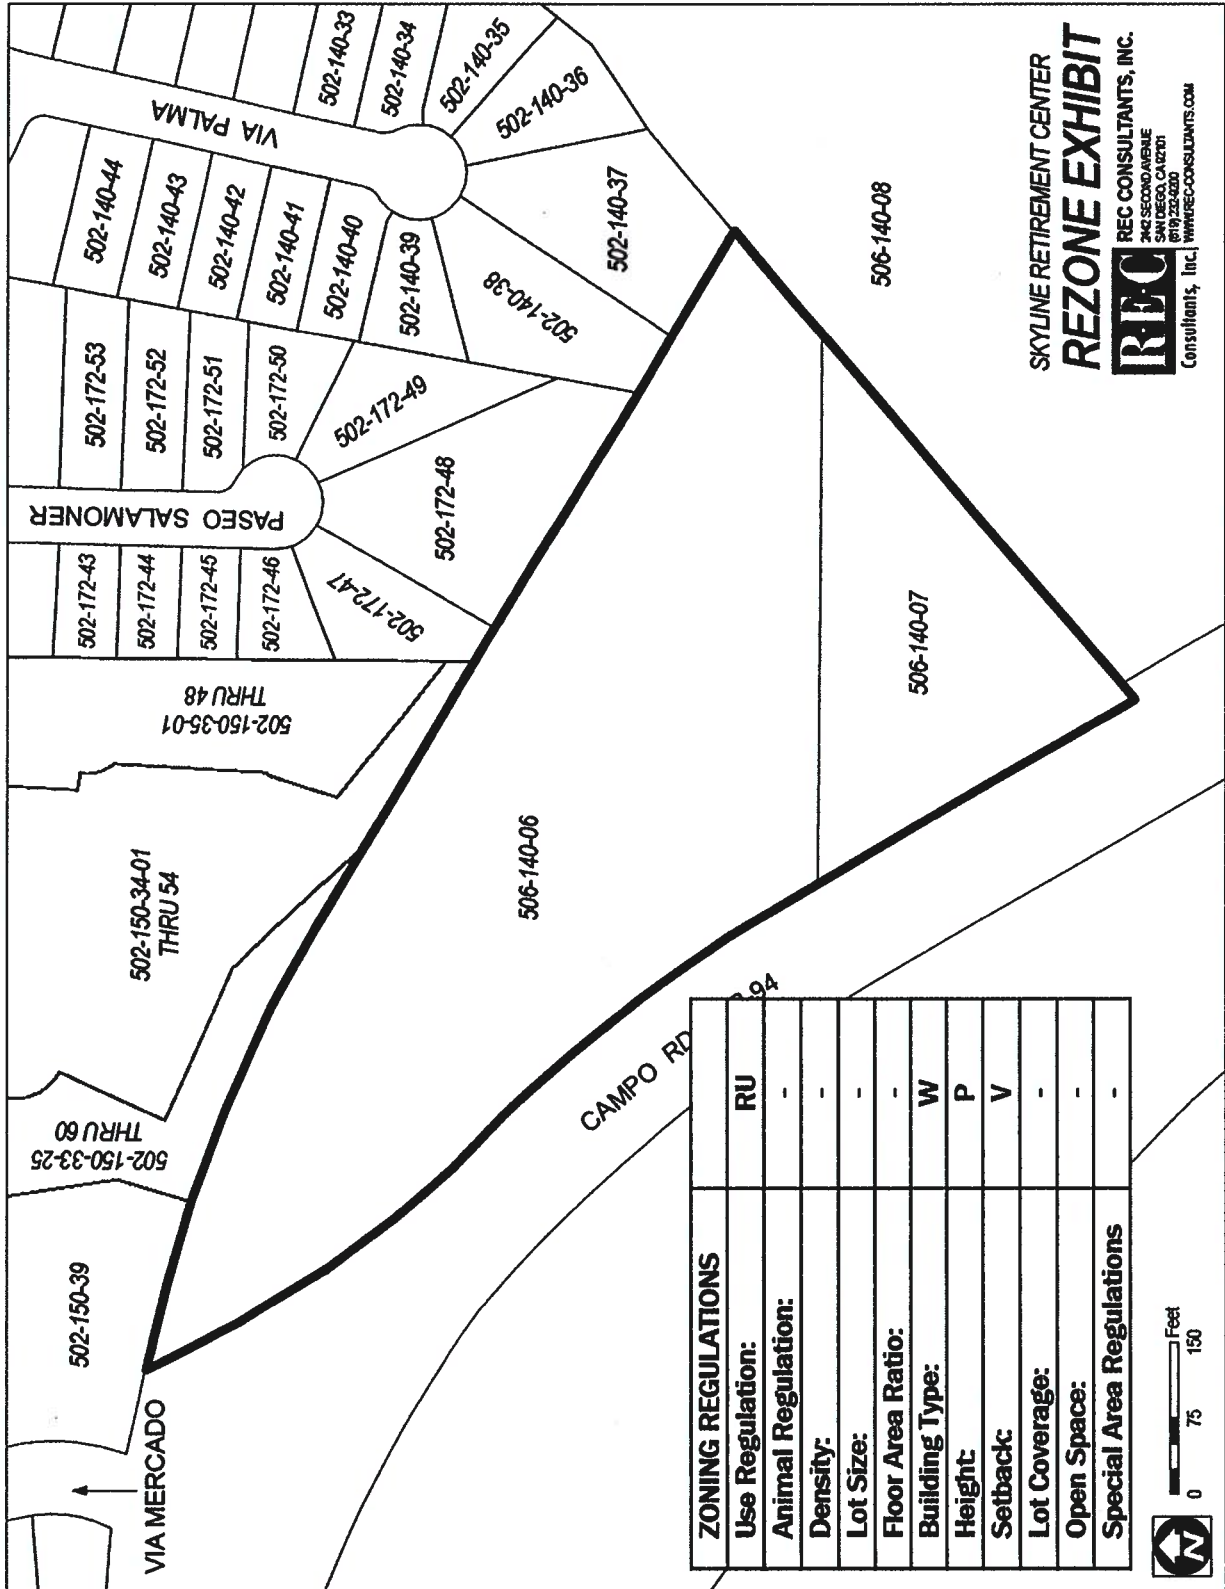 VIA PALMA
502-140-33
502-140-34
502-140-35
502-140-36
502-140-37
502-140-38
502-140-39
502-140-40
502-140-41
502-140-42
502-140-43
502-140-44
502-172-53
502-172-52
502-172-51
502-172-50
502-172-49
502-172-48
502-172-47
PASEO SALAMONER
502-172-43
502-172-44
502-172-45
502-172-46
502-150-35-01
THRU 48
502-150-34-01
THRU 54
502-150-33-25
THRU 60
502-150-39
VIA MERCADO
506-140-06
506-140-07
506-140-08
CAMPO RD
-94
ZONING REGULATIONS
Use Regulation: RU
Animal Regulation: -
Density: -
Lot Size: -
Floor Area Ratio: -
Building Type: W
Height: P
Setback: V
Lot Coverage: -
Open Space: -
Special Area Regulations -
N
0 75 150 Feet
SKYLINE RETIREMENT CENTER
REZONE EXHIBIT
REC
Consultants, Inc.
REC CONSULTANTS, INC.
2442 SECOND AVENUE
SAN DIEGO, CA 92101
(619) 232-9200
WWW.REC-CONSULTANTS.COM